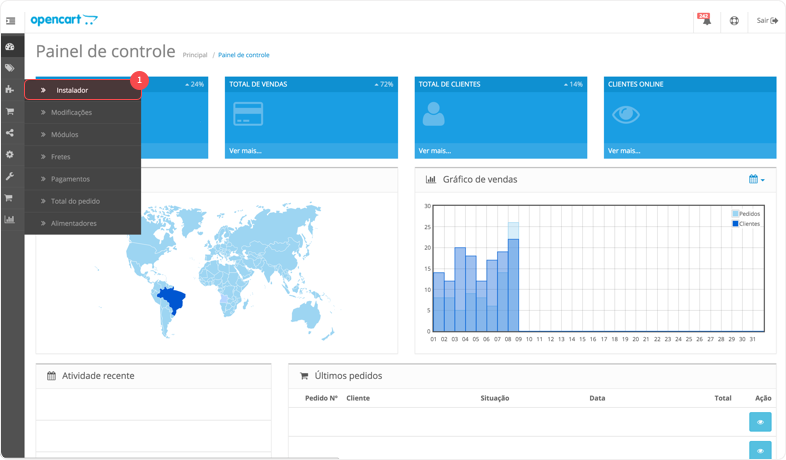 opencart
242
Sair
Painel de controle
Principal / Painel de controle
1
Instalador
Modificações
Módulos
Fretes
Pagamentos
Total do pedido
Alimentadores
24%
TOTAL DE VENDAS 72%
Ver mais...
TOTAL DE CLIENTES 14%
Ver mais...
CLIENTES ONLINE
Ver mais...
Gráfico de vendas
Pedidos
Clientes
30
25
20
15
10
5
0
01 02 03 04 05 06 07 08 09 10 11 12 13 14 15 16 17 18 19 20 21 22 23 24 25 26 27 28 29 30 31
Atividade recente
Últimos pedidos
Pedido Nº Cliente Situação Data Total Ação